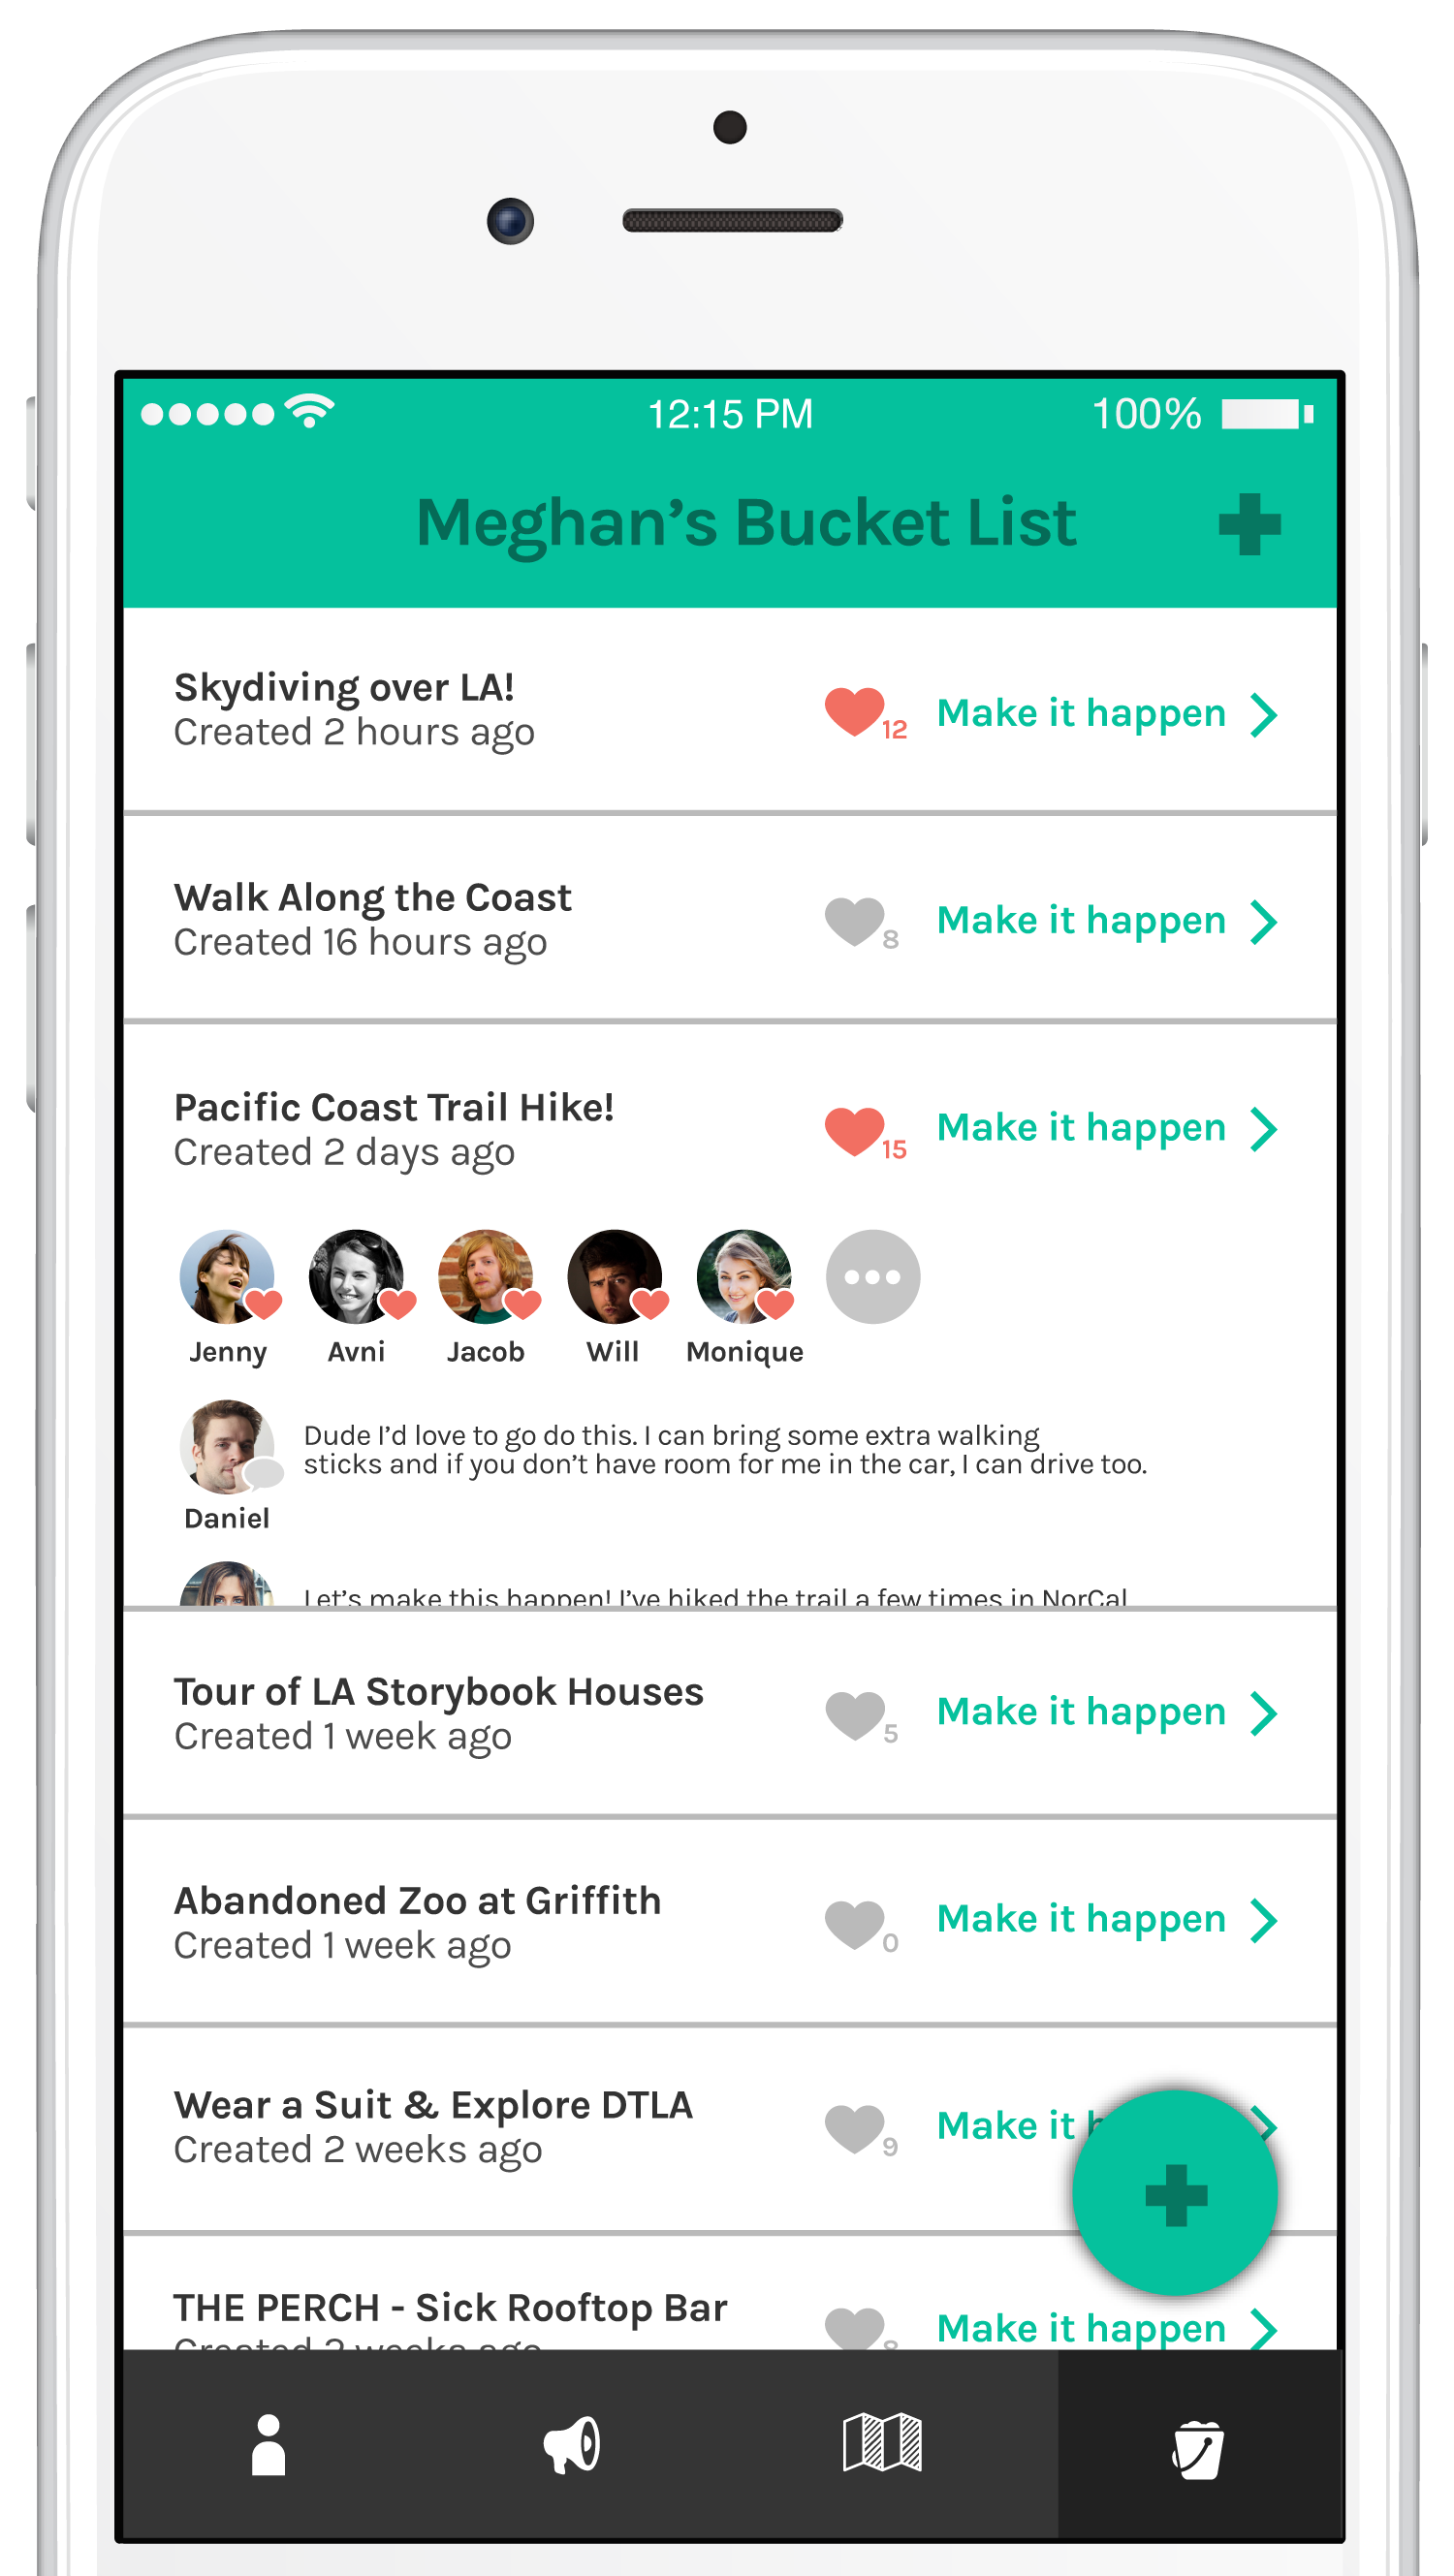 12:15 PM
100%
Meghan’s Bucket List
Skydiving over LA!
Created 2 hours ago
12
Make it happen
Walk Along the Coast
Created 16 hours ago
8
Make it happen
Pacific Coast Trail Hike!
Created 2 days ago
15
Make it happen
Jenny
Avni
Jacob
Will
Monique
Dude I’d love to go do this. I can bring some extra walking
sticks and if you don’t have room for me in the car, I can drive too.
Daniel
Let’s make this happen! I’ve hiked the trail a few times in NorCal
Tour of LA Storybook Houses
Created 1 week ago
5
Make it happen
Abandoned Zoo at Griffith
Created 1 week ago
0
Make it happen
Wear a Suit & Explore DTLA
Created 2 weeks ago
9
Make it
THE PERCH - Sick Rooftop Bar
Make it happen